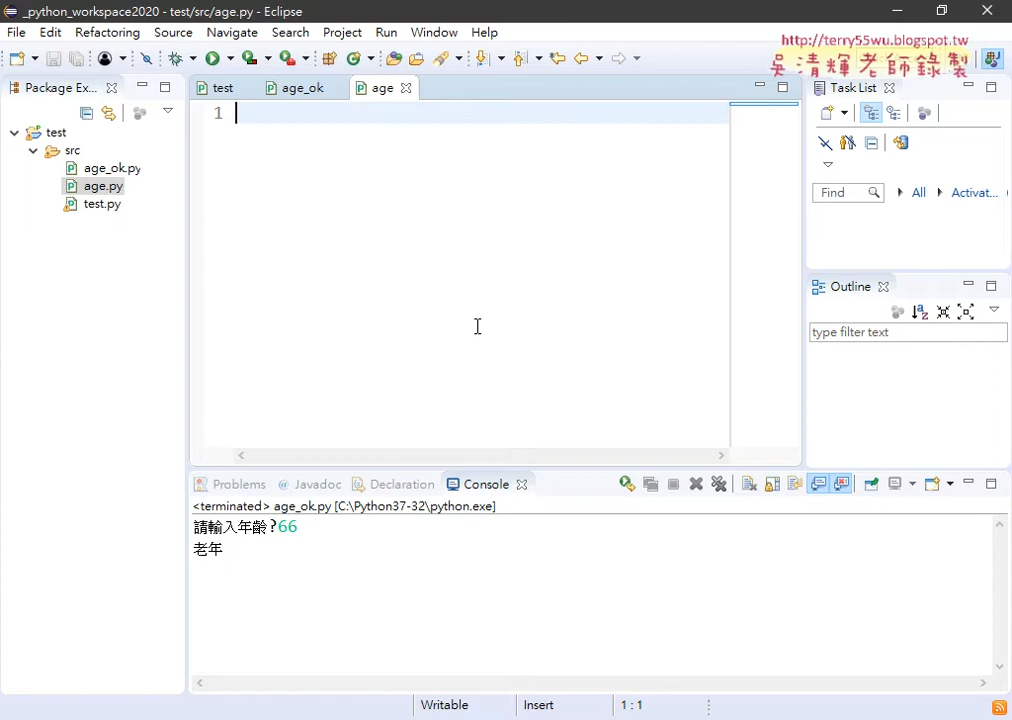 _python_workspace2020 - test/src/age.py - Eclipse
File Edit Refactoring Source Navigate Search Project Run Window Help
http://terry55wu.blogspot.tw
吳清輝老師錄製
Package Ex...
test
src
age_ok.py
age.py
test.py
test age_ok age
1
Task List
Find All Activat...
Outline
type filter text
Problems @ Javadoc Declaration Console
<terminated> age_ok.py [C:\Python37-32\python.exe]
請輸入年齡?66
老年
Writable Insert 1 : 1